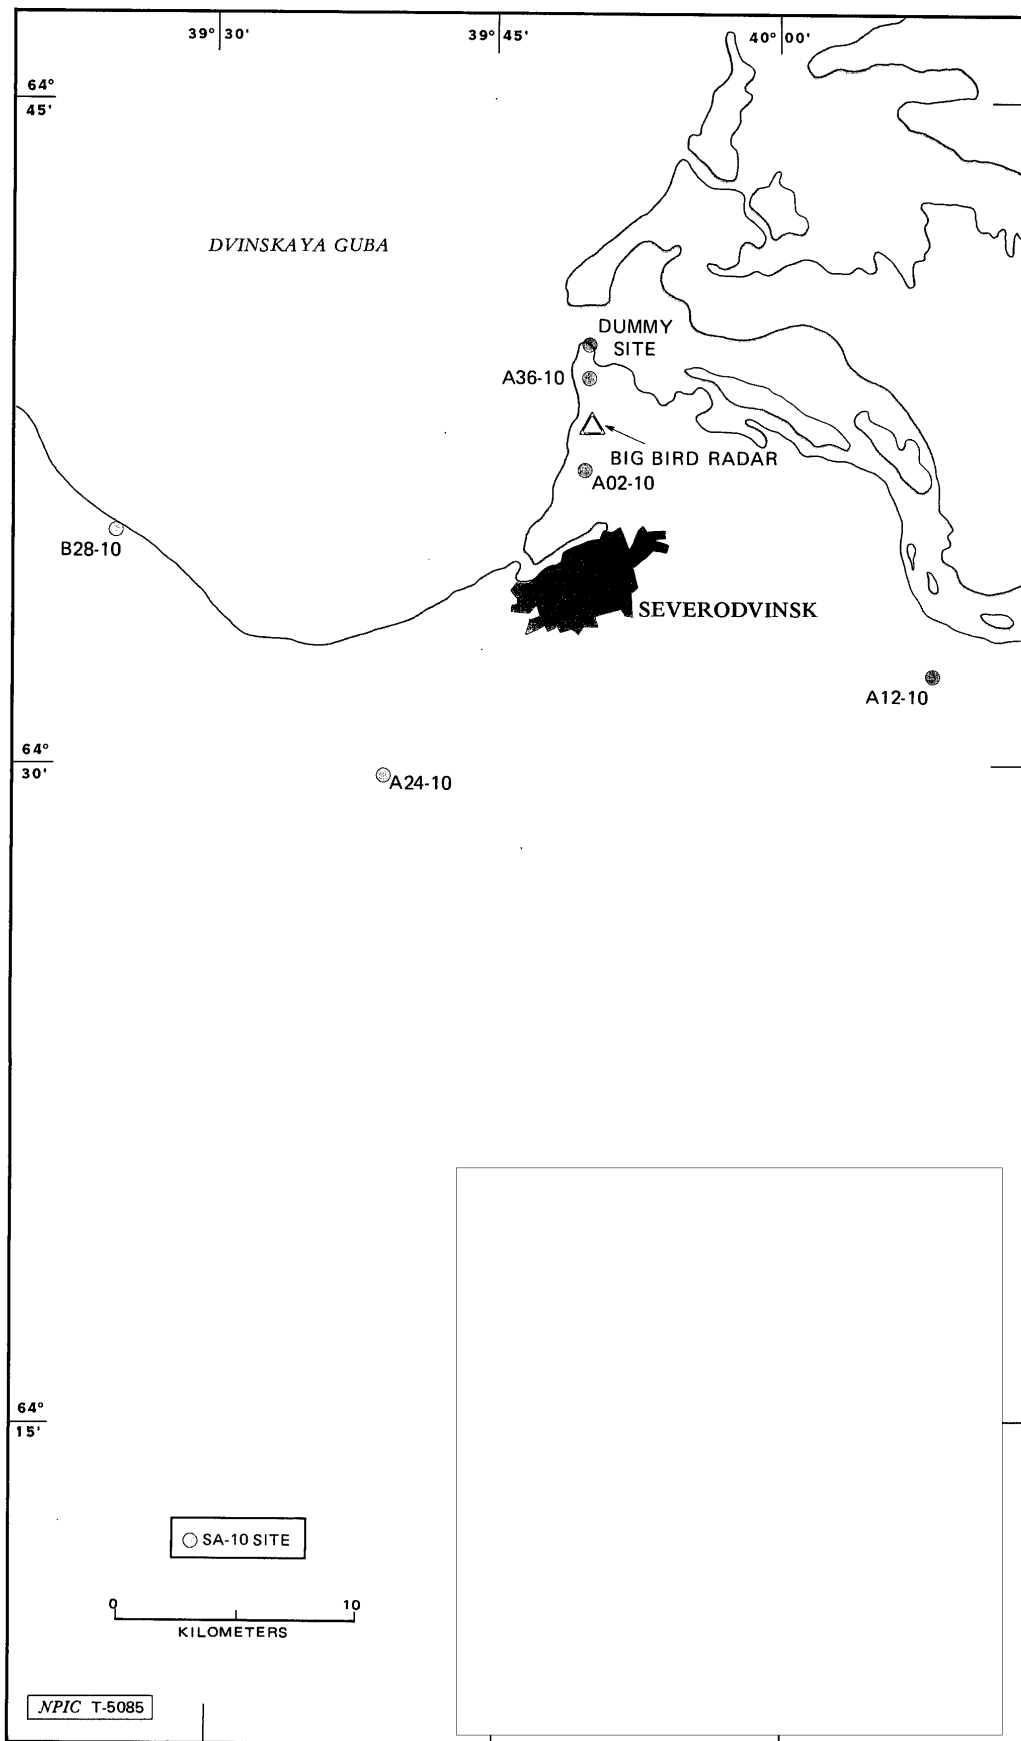 39° 30'
39° 45'
40° 00'
64°
45'
DVINSKAYA GUBA
DUMMY
SITE
A36-10
BIG BIRD RADAR
A02-10
B28-10
SEVERODVINSK
A12-10
64°
30'
A24-10
64°
15'
SA-10 SITE
0
10
KILOMETERS
NPIC T-5085